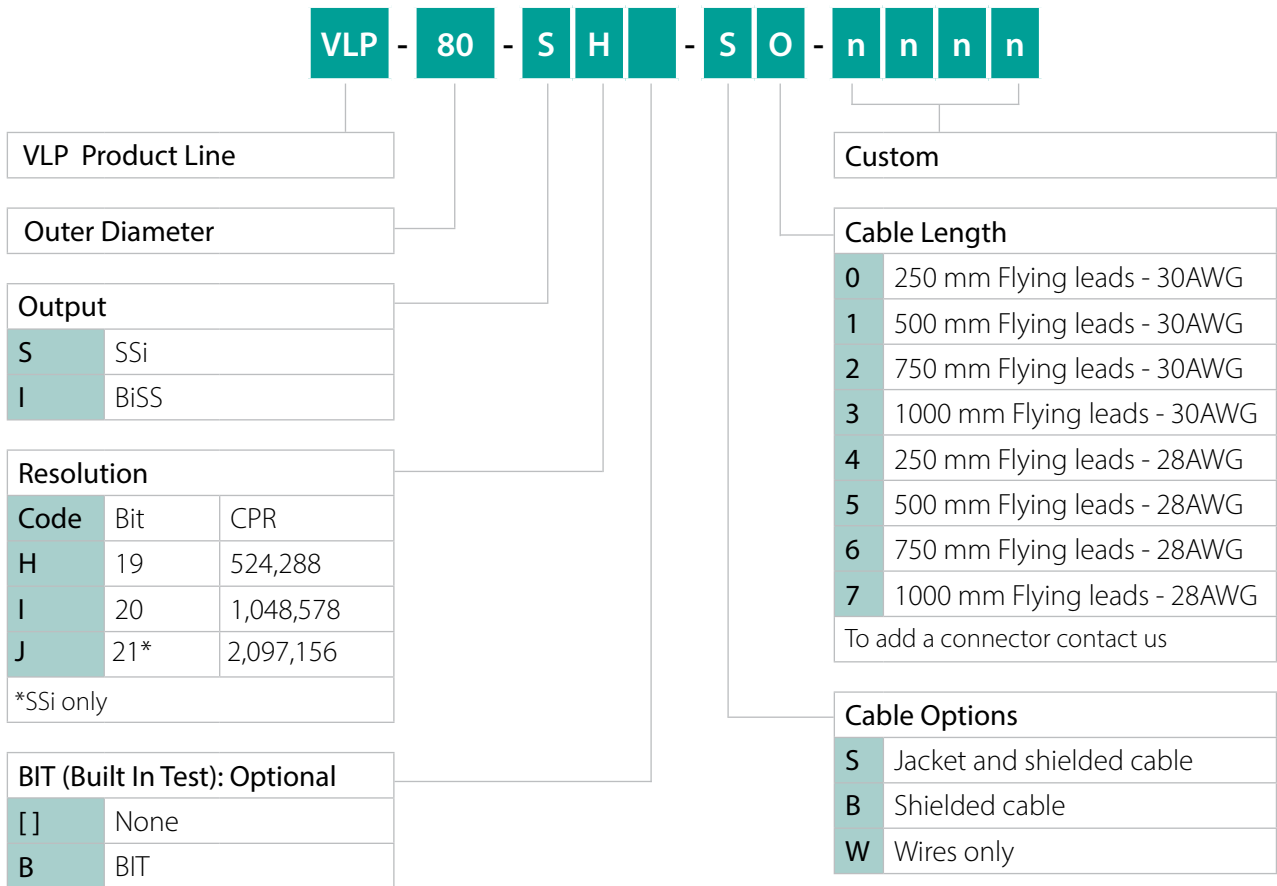 VLP - 80 - S H - S O - n n n n
VLP Product Line
Outer Diameter
Output
S SSi
I BiSS
Resolution
Code Bit CPR
H 19 524,288
I 20 1,048,578
J 21* 2,097,156
*SSi only
BIT (Built In Test): Optional
[ ] None
B BIT
Custom
Cable Length
0 250 mm Flying leads - 30AWG
1 500 mm Flying leads - 30AWG
2 750 mm Flying leads - 30AWG
3 1000 mm Flying leads - 30AWG
4 250 mm Flying leads - 28AWG
5 500 mm Flying leads - 28AWG
6 750 mm Flying leads - 28AWG
7 1000 mm Flying leads - 28AWG
To add a connector contact us
Cable Options
S Jacket and shielded cable
B Shielded cable
W Wires only